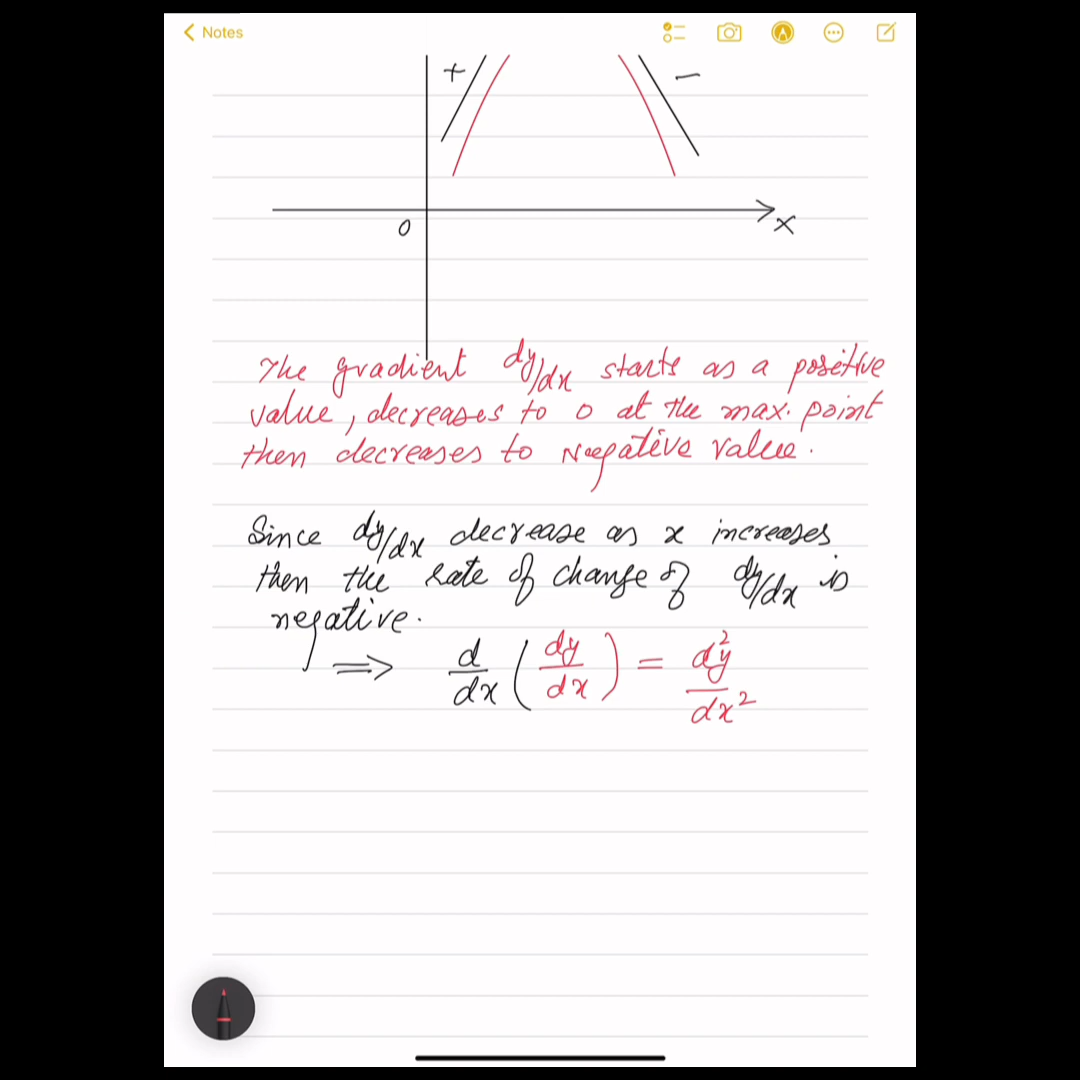 Notes
+ −
0 x
The gradient dy/dx starts as a positive
value, decreases to 0 at the max. point
then decreases to Negative value.
Since dy/dx decrease as x increases
then the rate of change of dy/dx is
negative.
⟹ d/dx (dy/dx) = d²y/dx²